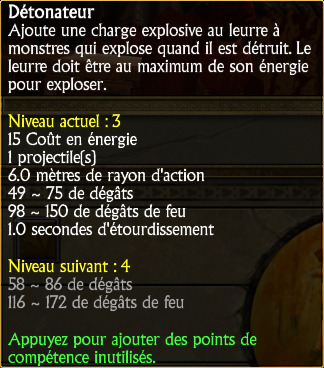 Détonateur
Ajoute une charge explosive au leurre à
monstres qui explose quand il est détruit. Le
leurre doit être au maximum de son énergie
pour exploser.
Niveau actuel : 3
15 Coût en énergie
1 projectile(s)
6.0 mètres de rayon d'action
49 ~ 75 de dégâts
98 ~ 150 de dégâts de feu
1.0 secondes d'étourdissement
Niveau suivant : 4
58 ~ 86 de dégâts
116 ~ 172 de dégâts de feu
Appuyez pour ajouter des points de
compétence inutilisés.